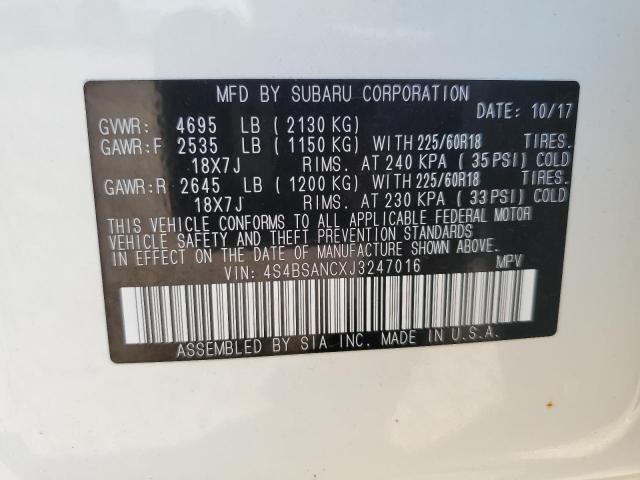 MFD BY SUBARU CORPORATION
DATE: 10/17
GVWR: 4695 LB ( 2130 KG)
GAWR:F 2535 LB ( 1150 KG) WITH 225/60R18 TIRES.
18X7J RIMS. AT 240 KPA ( 35 PSI) COLD
GAWR:R 2645 LB ( 1200 KG) WITH 225/60R18 TIRES.
18X7J RIMS. AT 230 KPA ( 33 PSI) COLD
THIS VEHICLE CONFORMS TO ALL APPLICABLE FEDERAL MOTOR
VEHICLE SAFETY AND THEFT PREVENTION STANDARDS
IN EFFECT ON THE DATE OF MANUFACTURE SHOWN ABOVE.
VIN: 4S4BSANCXJ3247016 MPV
ASSEMBLED BY SIA INC. MADE IN U.S.A.